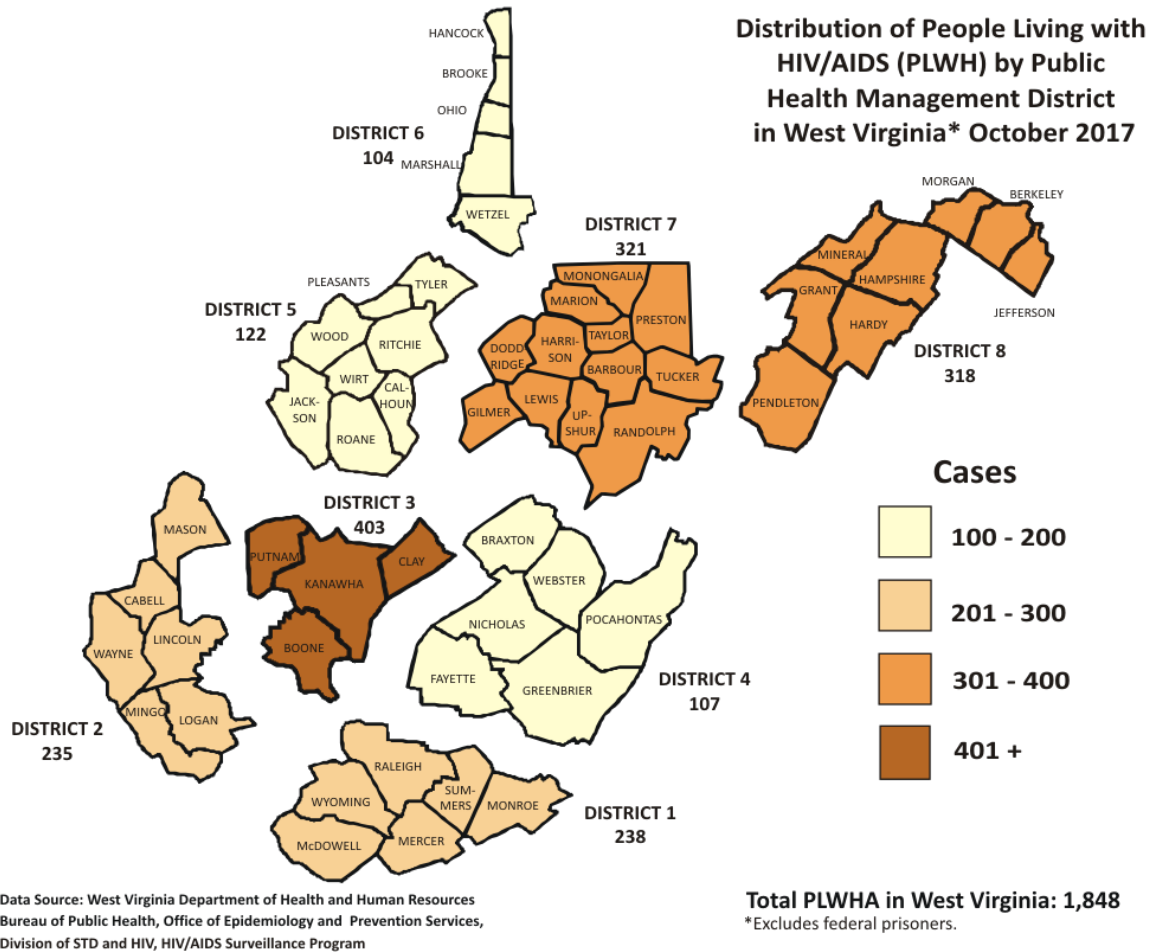 Distribution of People Living with
HIV/AIDS (PLWH) by Public
Health Management District
in West Virginia* October 2017
HANCOCK
BROOKE
OHIO
DISTRICT 6
104
MARSHALL
WETZEL
DISTRICT 7
321
MONONGALIA
MARION
PRESTON
TAYLOR
HARRI-
SON
DODD
RIDGE
BARBOUR
TUCKER
LEWIS
GILMER
UP-
SHUR
RANDOLPH
MORGAN
BERKELEY
MINERAL
HAMPSHIRE
GRANT
JEFFERSON
HARDY
DISTRICT 8
318
PENDLETON
PLEASANTS
TYLER
DISTRICT 5
122
WOOD
RITCHIE
WIRT
CAL-
HOUN
JACK-
SON
ROANE
DISTRICT 3
403
PUTNAM
CLAY
KANAWHA
BOONE
MASON
CABELL
LINCOLN
WAYNE
MINGO
LOGAN
DISTRICT 2
235
BRAXTON
WEBSTER
NICHOLAS
POCAHONTAS
FAYETTE
GREENBRIER
DISTRICT 4
107
RALEIGH
SUM-
MERS
WYOMING
MONROE
MERCER
McDOWELL
DISTRICT 1
238
Cases
100 - 200
201 - 300
301 - 400
401 +
Data Source: West Virginia Department of Health and Human Resources
Bureau of Public Health, Office of Epidemiology and Prevention Services,
Division of STD and HIV, HIV/AIDS Surveillance Program
Total PLWHA in West Virginia: 1,848
*Excludes federal prisoners.